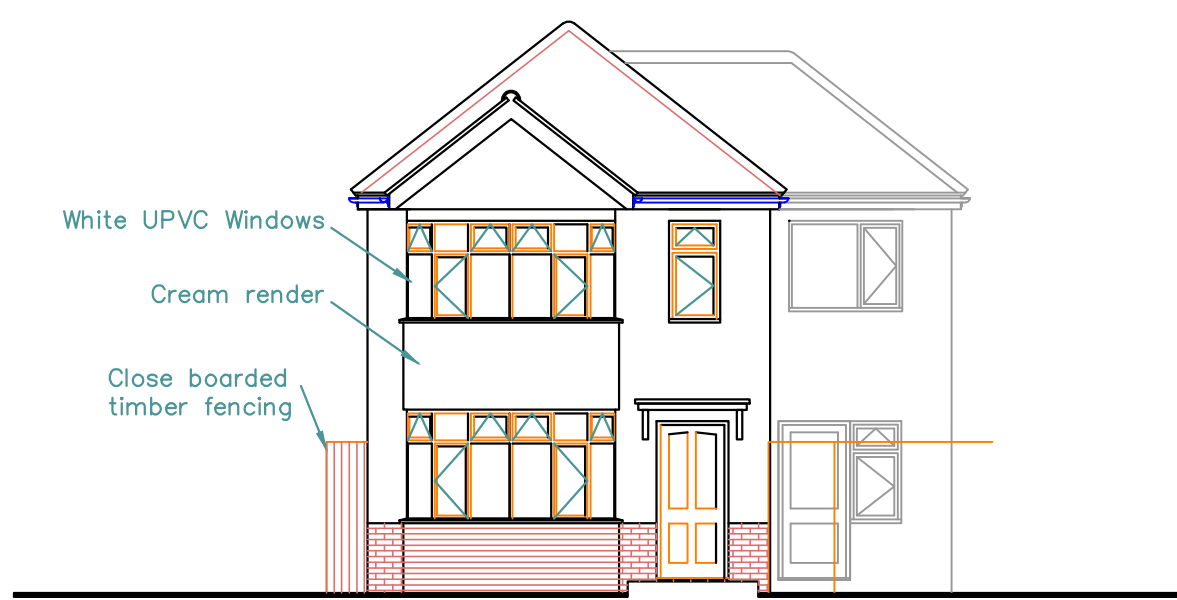 White UPVC Windows
Cream render
Close boarded
timber fencing